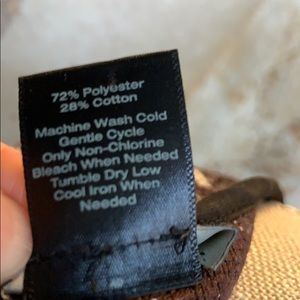 72% Polyester
28% Cotton
Machine Wash Cold
Gentle Cycle
Only Non-Chlorine
Bleach When Needed
Tumble Dry Low
Cool Iron When
Needed